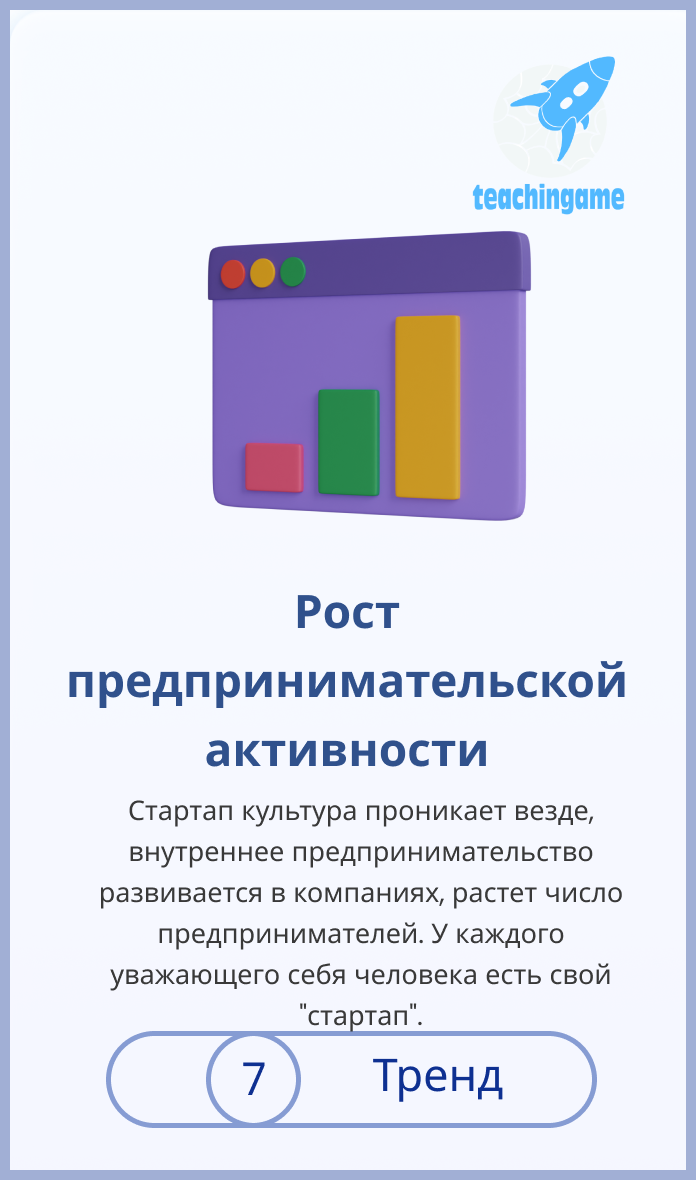 teachingame
Рост
предпринимательской
активности
Стартап культура проникает везде,
внутреннее предпринимательство
развивается в компаниях, растет число
предпринимателей. У каждого
уважающего себя человека есть свой
"стартап".
7 Тренд